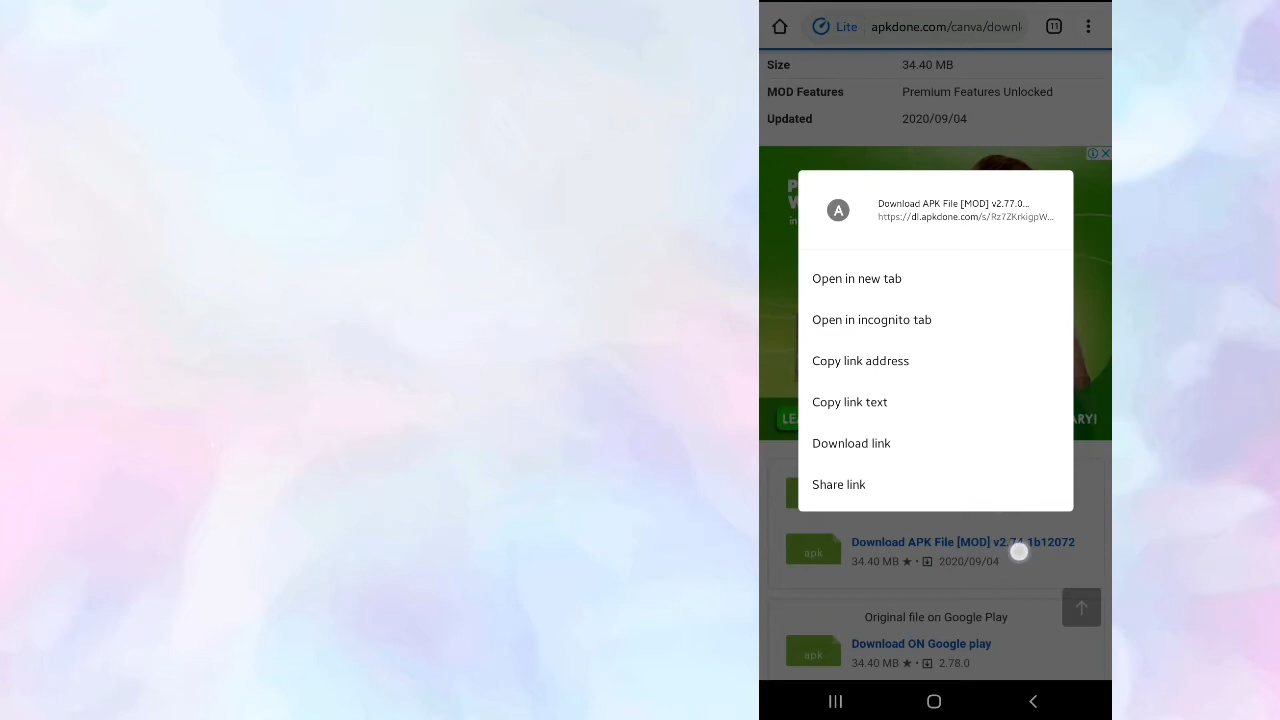 Lite apkdone.com/canva/downl 11
Size 34.40 MB
MOD Features Premium Features Unlocked
Updated 2020/09/04
A
Download APK File [MOD] v2.77.0...
https://dl.apkdone.com/s/Rz7ZKrkigpW...
Open in new tab
Open in incognito tab
Copy link address
Copy link text
ARY!
Download link
Share link
apk Download APK File [MOD] v2.74.1b12072
34.40 MB ★ • 2020/09/04
Original file on Google Play
apk Download ON Google play
34.40 MB ★ • 2.78.0